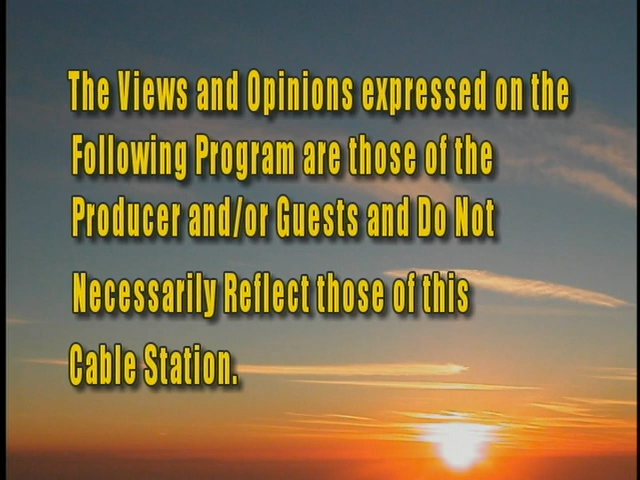 The Views and Opinions expressed on the
Following Program are those of the
Producer and/or Guests and Do Not
Necessarily Reflect those of this
Cable Station.